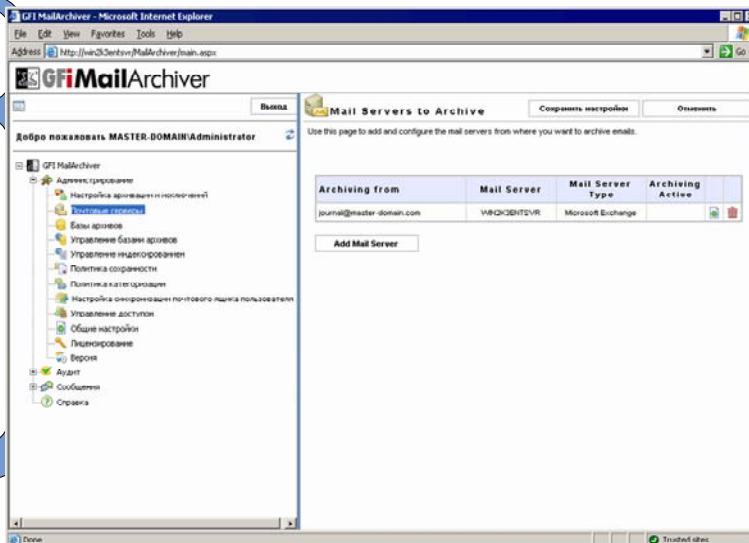 GFI MailArchiver - Microsoft Internet Explorer
File Edit View Favorites Tools Help
Address http://win2k3entsvr/MailArchiver/main.aspx Go
GFI MailArchiver
Выход
Добро пожаловать MASTER-DOMAIN\Administrator
GFI MailArchiver
Администрирование
Настройка архивации и исключений
Почтовые серверы
Базы архивов
Управление базами архивов
Управление индексированием
Политика сохранности
Политика категоризации
Настройка синхронизации почтового ящика пользователя
Управление доступом
Общие настройки
Лицензирование
Версия
Аудит
Сообщения
Справка
Mail Servers to Archive Сохранить настройки Отменить
Use this page to add and configure the mail servers from where you want to archive emails.
Archiving from Mail Server Mail Server Type Archiving Active
journal@master-domain.com WIN2K3ENTSVR Microsoft Exchange
Add Mail Server
Done Trusted sites